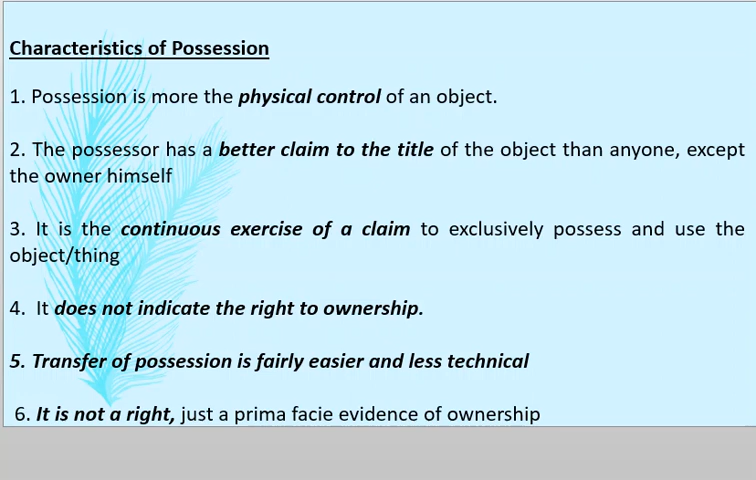 Characteristics of Possession
1. Possession is more the physical control of an object.
2. The possessor has a better claim to the title of the object than anyone, except
the owner himself
3. It is the continuous exercise of a claim to exclusively possess and use the
object/thing
4. It does not indicate the right to ownership.
5. Transfer of possession is fairly easier and less technical
6. It is not a right, just a prima facie evidence of ownership